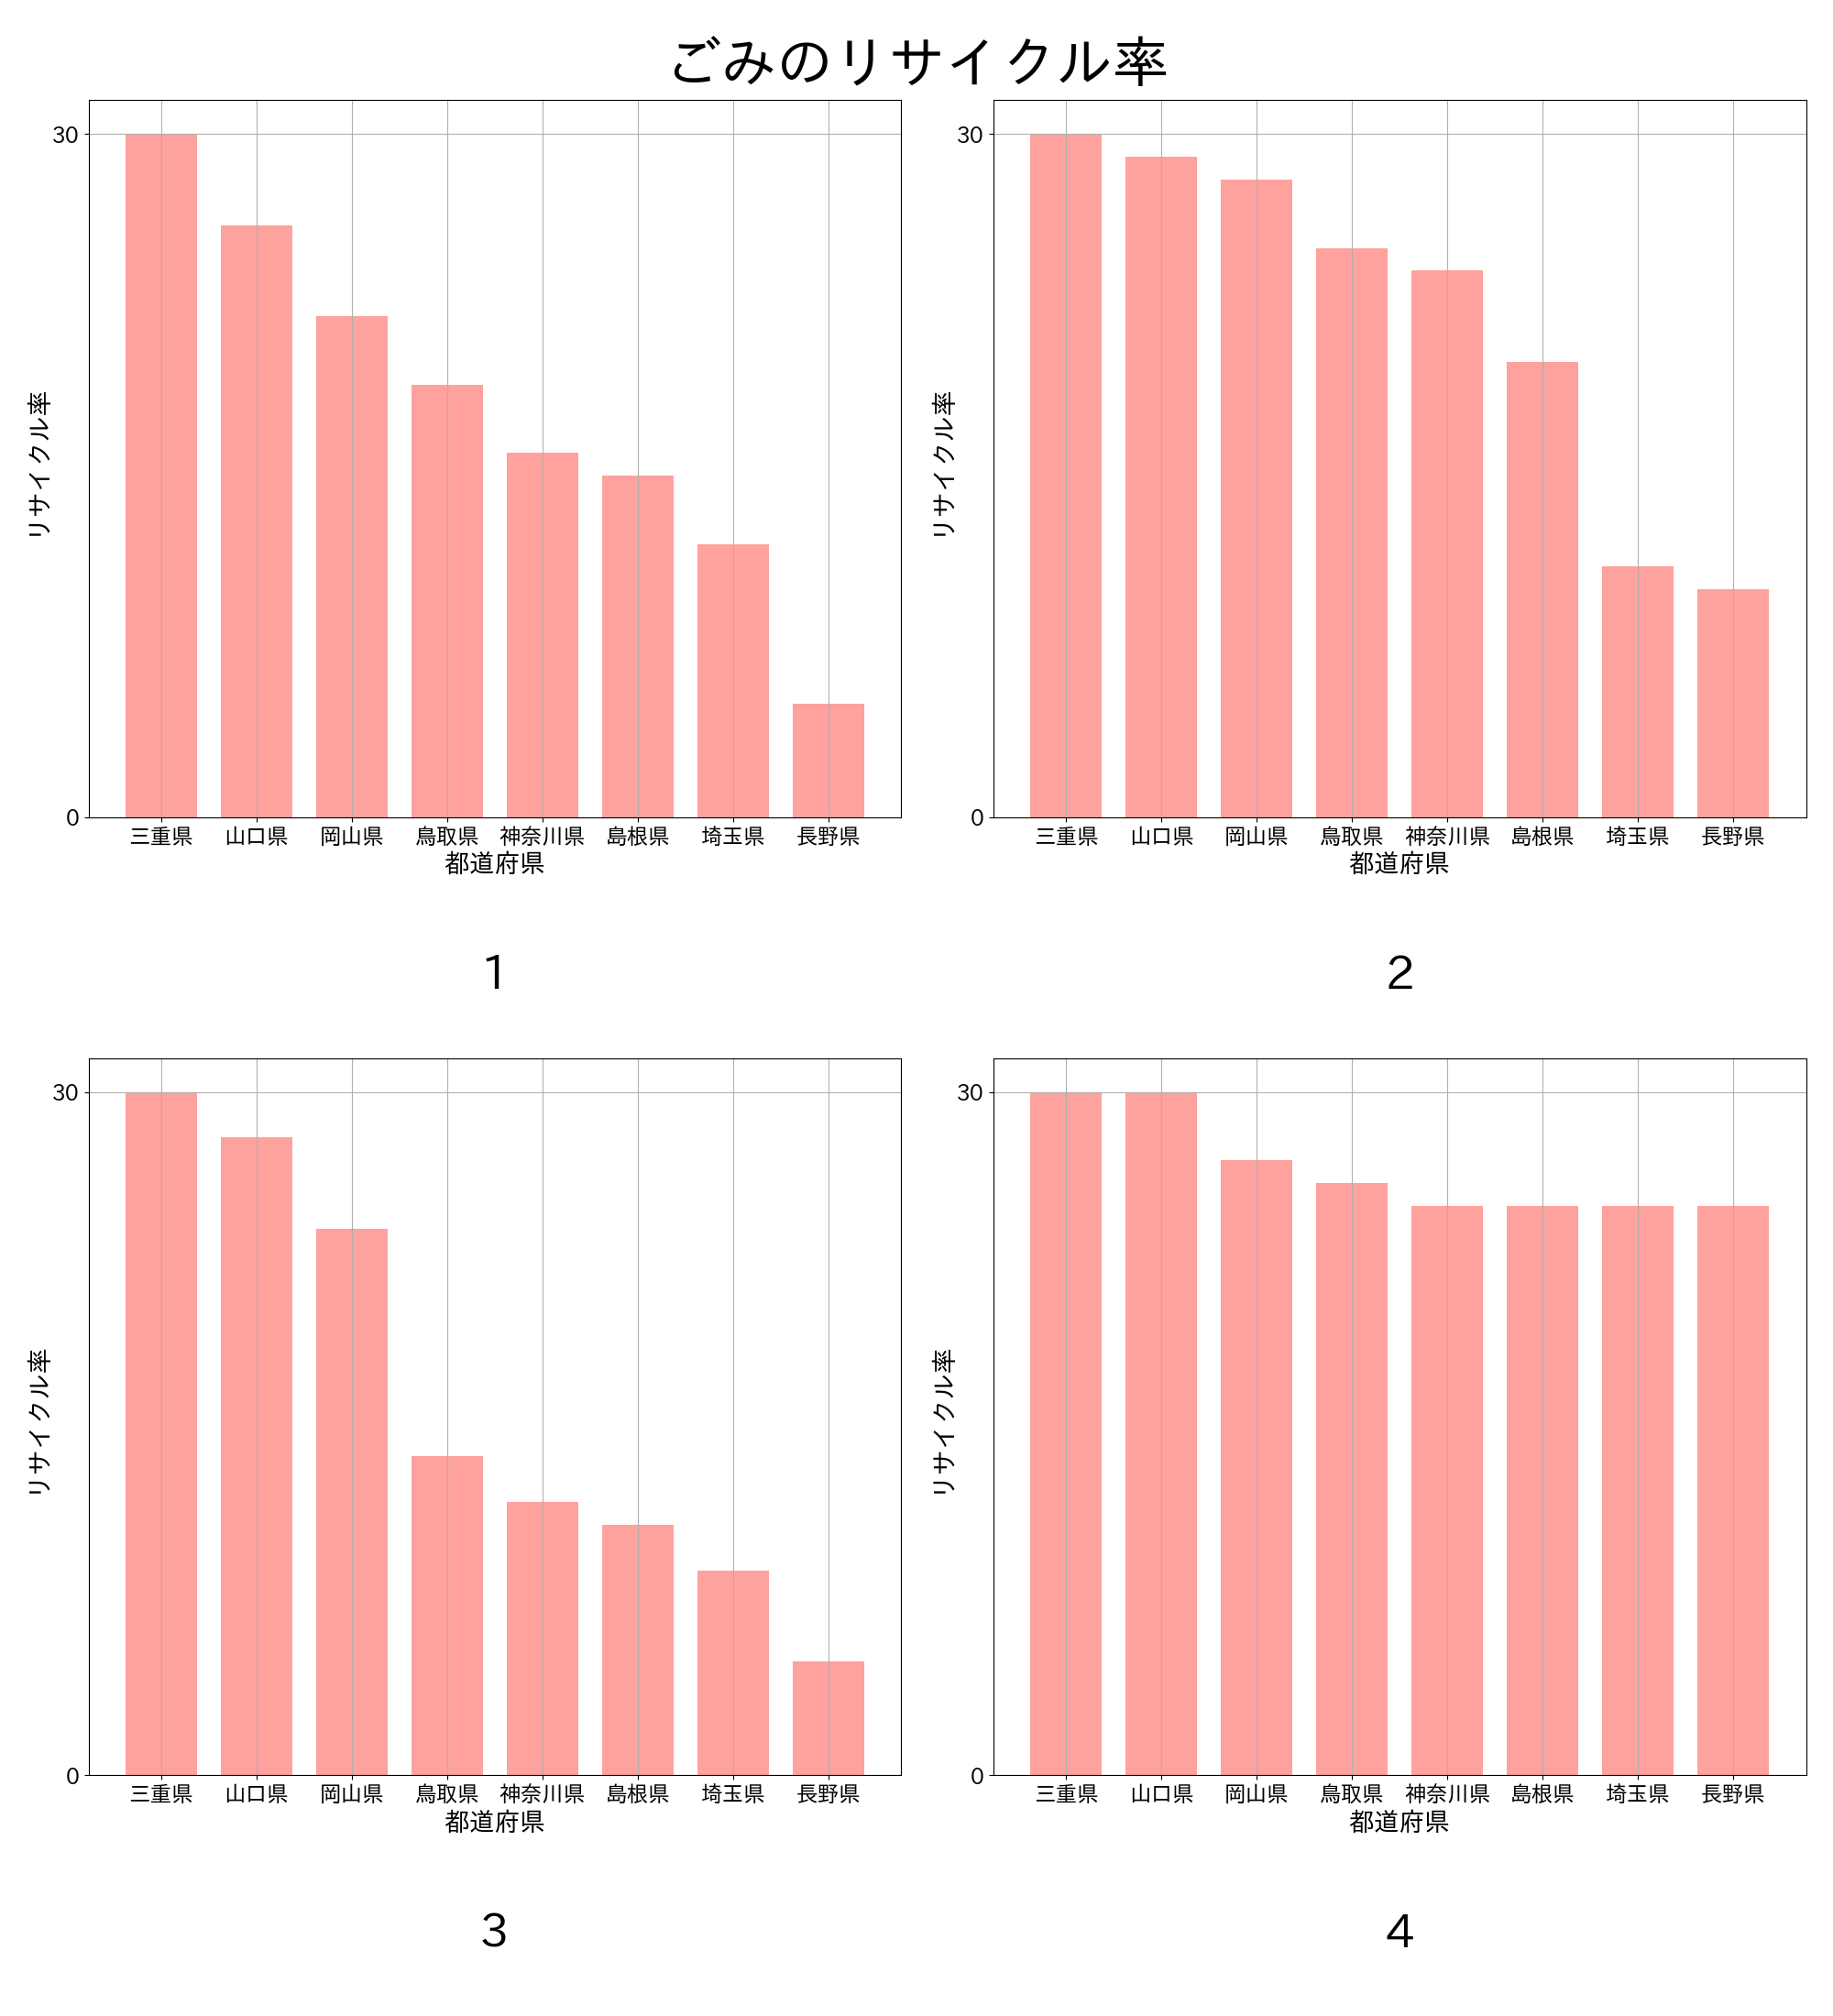 ごみのリサイクル率
30
0
リサイクル率
三重県 山口県 岡山県 鳥取県 神奈川県 島根県 埼玉県 長野県
都道府県
1
30
0
リサイクル率
三重県 山口県 岡山県 鳥取県 神奈川県 島根県 埼玉県 長野県
都道府県
2
30
0
リサイクル率
三重県 山口県 岡山県 鳥取県 神奈川県 島根県 埼玉県 長野県
都道府県
3
30
0
リサイクル率
三重県 山口県 岡山県 鳥取県 神奈川県 島根県 埼玉県 長野県
都道府県
4